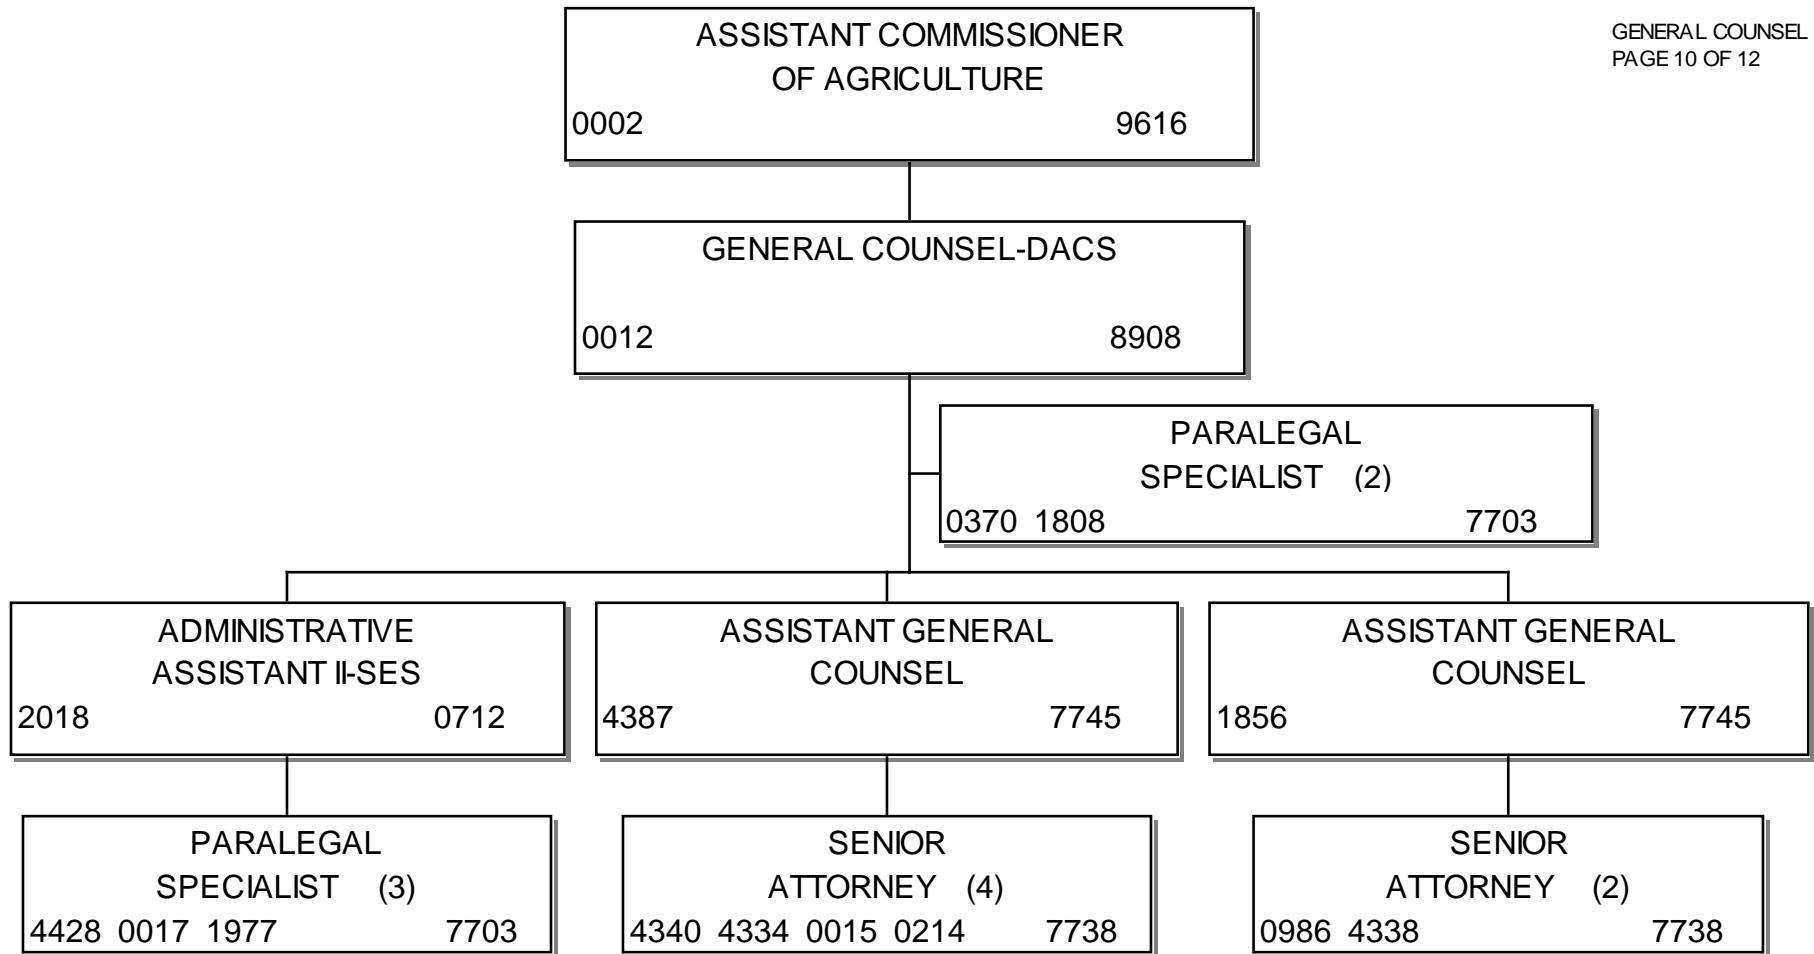 GENERAL COUNSEL
PAGE 10 OF 12
ASSISTANT COMMISSIONER
OF AGRICULTURE
0002 9616
GENERAL COUNSEL-DACS
0012 8908
PARALEGAL
SPECIALIST (2)
0370 1808 7703
ADMINISTRATIVE
ASSISTANT II-SES
2018 0712
ASSISTANT GENERAL
COUNSEL
4387 7745
ASSISTANT GENERAL
COUNSEL
1856 7745
PARALEGAL
SPECIALIST (3)
4428 0017 1977 7703
SENIOR
ATTORNEY (4)
4340 4334 0015 0214 7738
SENIOR
ATTORNEY (2)
0986 4338 7738